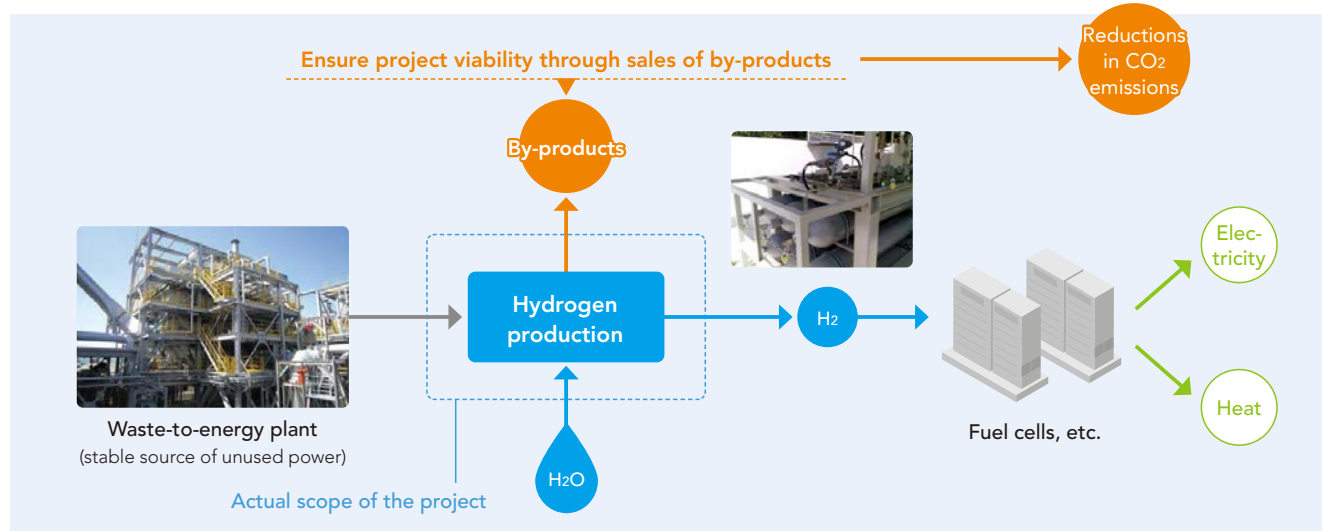 Ensure project viability through sales of by-products
Reductions
in CO2
emissions
By-products
Hydrogen
production
H2
Elec-
tricity
Heat
Waste-to-energy plant
(stable source of unused power)
Fuel cells, etc.
H2O
Actual scope of the project